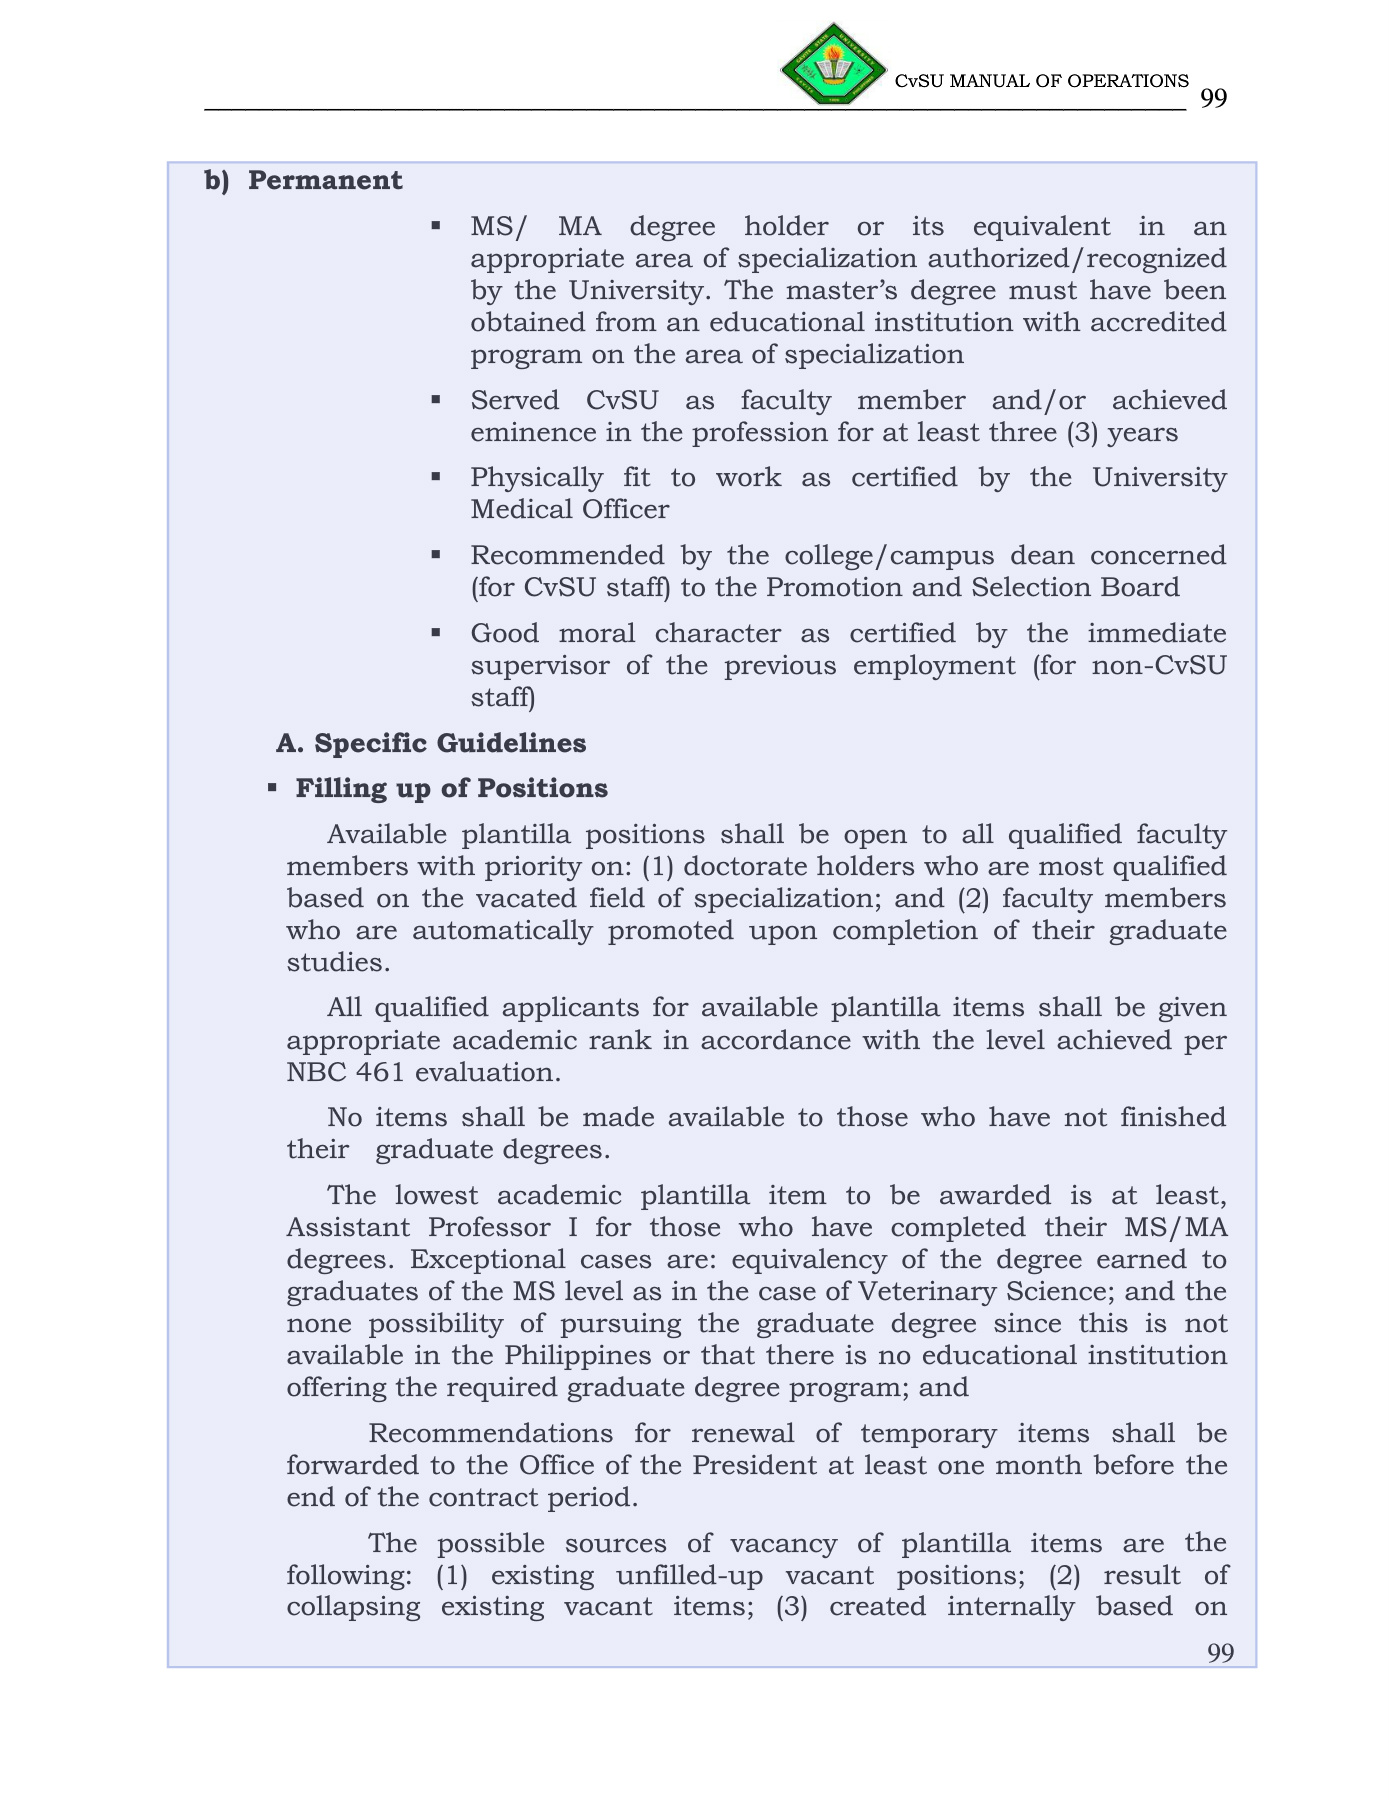 CvSU MANUAL OF OPERATIONS 99
b) Permanent
▪ MS/ MA degree holder or its equivalent in an
appropriate area of specialization authorized/recognized
by the University. The master’s degree must have been
obtained from an educational institution with accredited
program on the area of specialization
▪ Served CvSU as faculty member and/or achieved
eminence in the profession for at least three (3) years
▪ Physically fit to work as certified by the University
Medical Officer
▪ Recommended by the college/campus dean concerned
(for CvSU staff) to the Promotion and Selection Board
▪ Good moral character as certified by the immediate
supervisor of the previous employment (for non-CvSU
staff)
A. Specific Guidelines
▪ Filling up of Positions
Available plantilla positions shall be open to all qualified faculty
members with priority on: (1) doctorate holders who are most qualified
based on the vacated field of specialization; and (2) faculty members
who are automatically promoted upon completion of their graduate
studies.
All qualified applicants for available plantilla items shall be given
appropriate academic rank in accordance with the level achieved per
NBC 461 evaluation.
No items shall be made available to those who have not finished
their graduate degrees.
The lowest academic plantilla item to be awarded is at least,
Assistant Professor I for those who have completed their MS/MA
degrees. Exceptional cases are: equivalency of the degree earned to
graduates of the MS level as in the case of Veterinary Science; and the
none possibility of pursuing the graduate degree since this is not
available in the Philippines or that there is no educational institution
offering the required graduate degree program; and
Recommendations for renewal of temporary items shall be
forwarded to the Office of the President at least one month before the
end of the contract period.
The possible sources of vacancy of plantilla items are the
following: (1) existing unfilled-up vacant positions; (2) result of
collapsing existing vacant items; (3) created internally based on
99